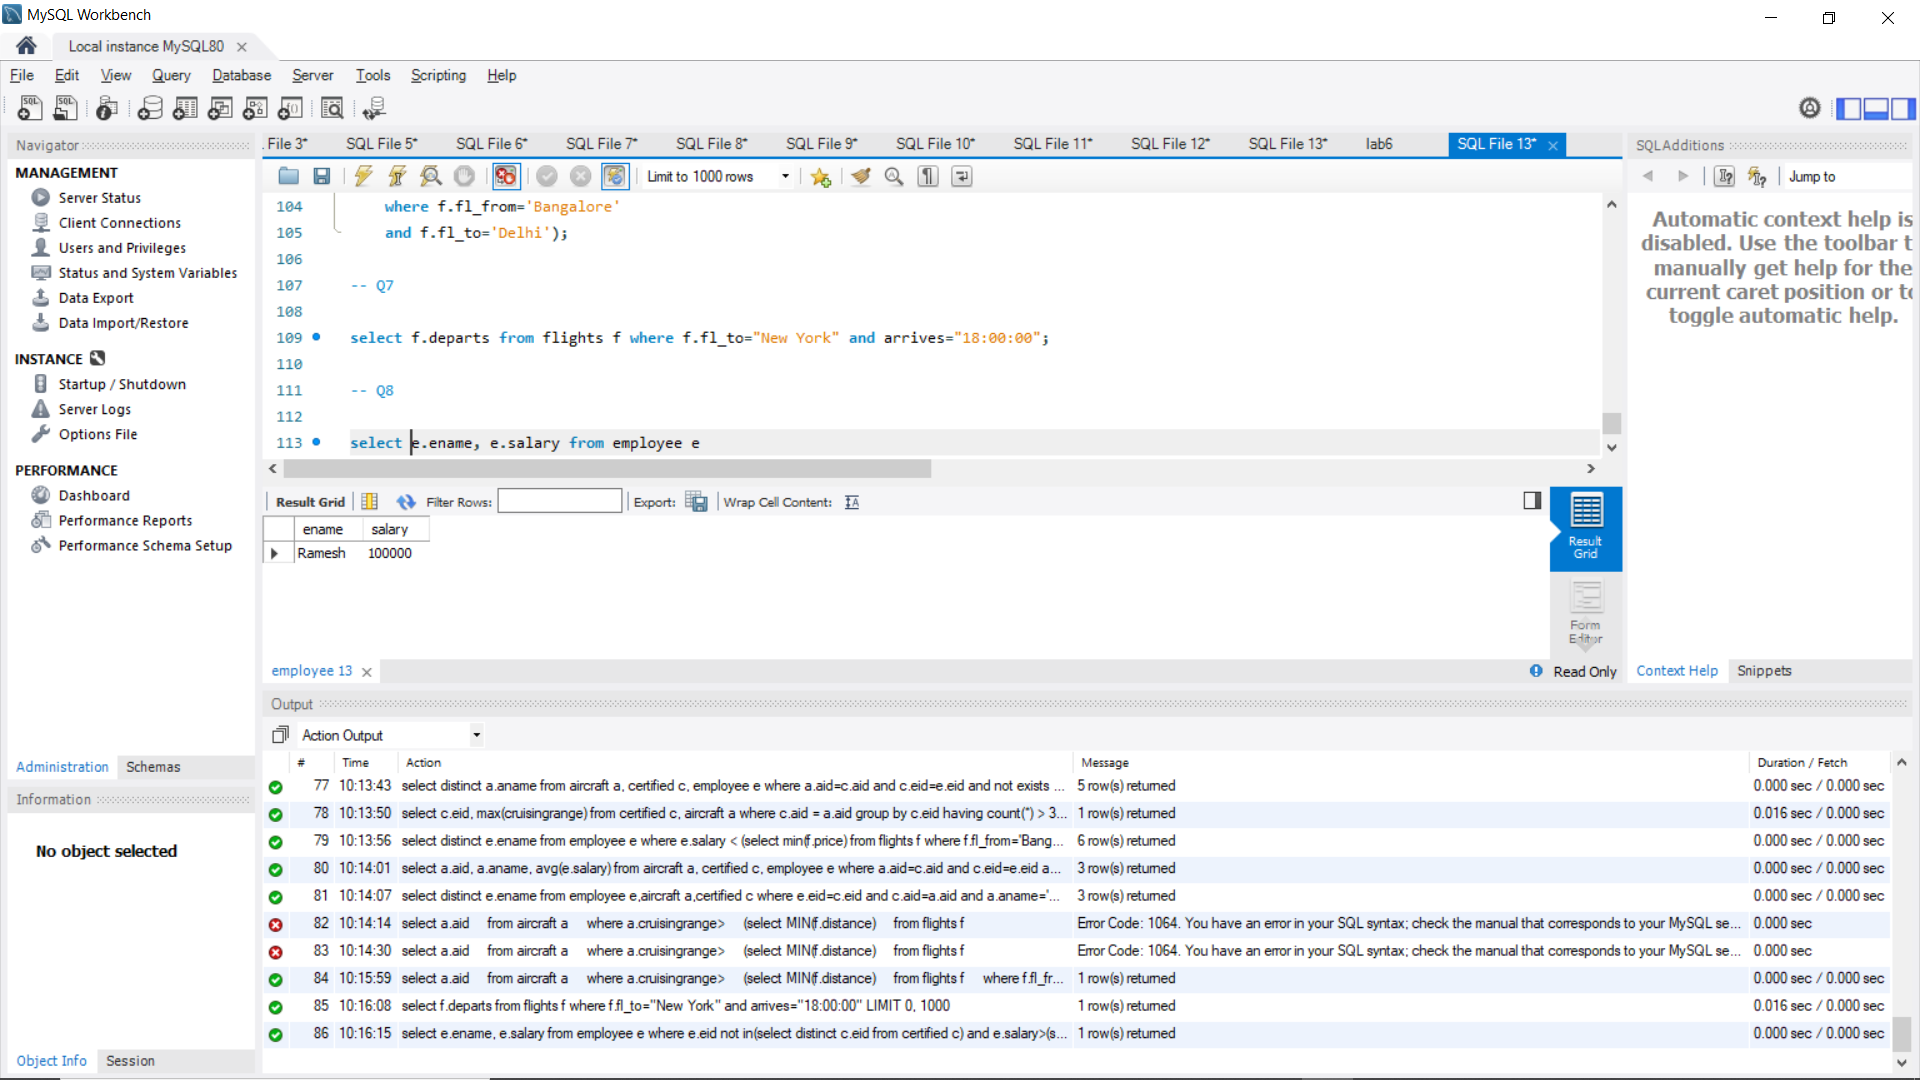 MySQL Workbench
Local instance MySQL80
File Edit View Query Database Server Tools Scripting Help
Navigator
MANAGEMENT
Server Status
Client Connections
Users and Privileges
Status and System Variables
Data Export
Data Import/Restore
INSTANCE
Startup / Shutdown
Server Logs
Options File
PERFORMANCE
Dashboard
Performance Reports
Performance Schema Setup
Administration Schemas
Information
No object selected
Object Info Session
. File 3* SQL File 5* SQL File 6* SQL File 7* SQL File 8* SQL File 9* SQL File 10* SQL File 11* SQL File 12* SQL File 13* lab6 SQL File 13*
Limit to 1000 rows
104 where f.fl_from='Bangalore'
105 and f.fl_to='Delhi');
106
107 -- Q7
108
109 select f.departs from flights f where f.fl_to="New York" and arrives="18:00:00";
110
111 -- Q8
112
113 select e.ename, e.salary from employee e
Result Grid Filter Rows: Export: Wrap Cell Content:
ename salary
Ramesh 100000
Result Grid
Form Editor
employee 13 Read Only
SQLAdditions
Jump to
Automatic context help is
disabled. Use the toolbar t
manually get help for the
current caret position or to
toggle automatic help.
Context Help Snippets
Output
Action Output
# Time Action Message Duration / Fetch
77 10:13:43 select distinct a.aname from aircraft a, certified c, employee e where a.aid=c.aid and c.eid=e.eid and not exists ... 5 row(s) returned 0.000 sec / 0.000 sec
78 10:13:50 select c.eid, max(cruisingrange) from certified c, aircraft a where c.aid = a.aid group by c.eid having count(*) > 3... 1 row(s) returned 0.016 sec / 0.000 sec
79 10:13:56 select distinct e.ename from employee e where e.salary < (select min(f.price) from flights f where f.fl_from='Bang... 6 row(s) returned 0.000 sec / 0.000 sec
80 10:14:01 select a.aid, a.aname, avg(e.salary) from aircraft a, certified c, employee e where a.aid=c.aid and c.eid=e.eid a... 3 row(s) returned 0.000 sec / 0.000 sec
81 10:14:07 select distinct e.ename from employee e,aircraft a,certified c where e.eid=c.eid and c.aid=a.aid and a.aname='... 3 row(s) returned 0.000 sec / 0.000 sec
82 10:14:14 select a.aid from aircraft a where a.cruisingrange> (select MIN(f.distance) from flights f Error Code: 1064. You have an error in your SQL syntax; check the manual that corresponds to your MySQL se... 0.000 sec
83 10:14:30 select a.aid from aircraft a where a.cruisingrange> (select MIN(f.distance) from flights f Error Code: 1064. You have an error in your SQL syntax; check the manual that corresponds to your MySQL se... 0.000 sec
84 10:15:59 select a.aid from aircraft a where a.cruisingrange> (select MIN(f.distance) from flights f where f.fl_fr... 1 row(s) returned 0.000 sec / 0.000 sec
85 10:16:08 select f.departs from flights f where f.fl_to="New York" and arrives="18:00:00" LIMIT 0, 1000 1 row(s) returned 0.016 sec / 0.000 sec
86 10:16:15 select e.ename, e.salary from employee e where e.eid not in(select distinct c.eid from certified c) and e.salary>(s... 1 row(s) returned 0.000 sec / 0.000 sec